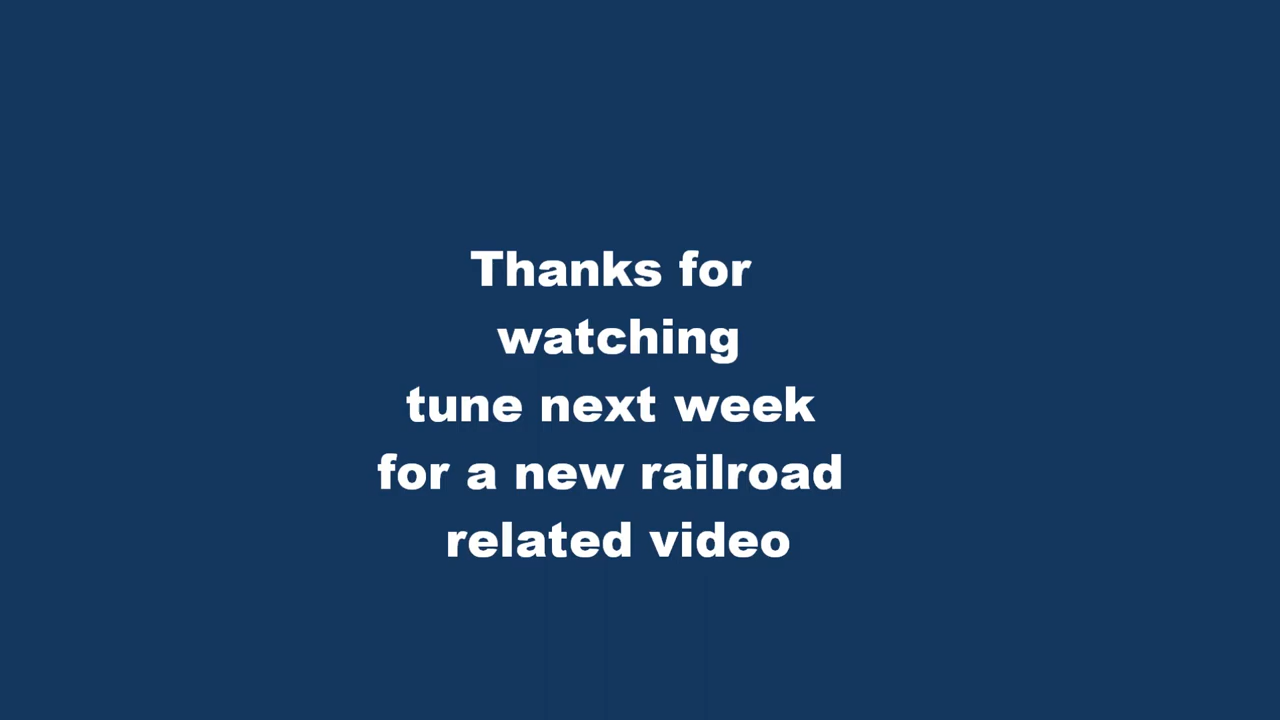 Thanks for
watching
tune next week
for a new railroad
related video